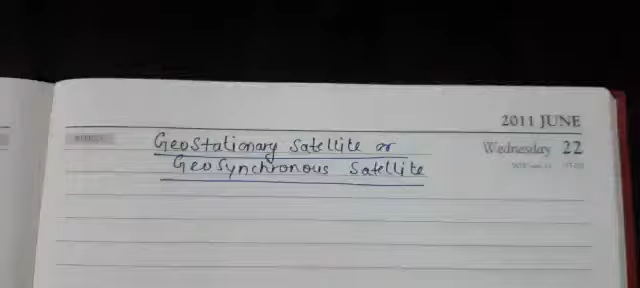 2011 JUNE
Wednesday 22
GeoStationary Satellite or
GeoSynchronous Satellite